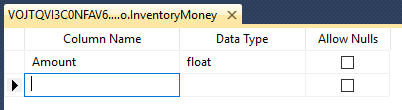 VOJTQVI3C0NFAV6....o.InventoryMoney
Column Name Data Type Allow Nulls
Amount float